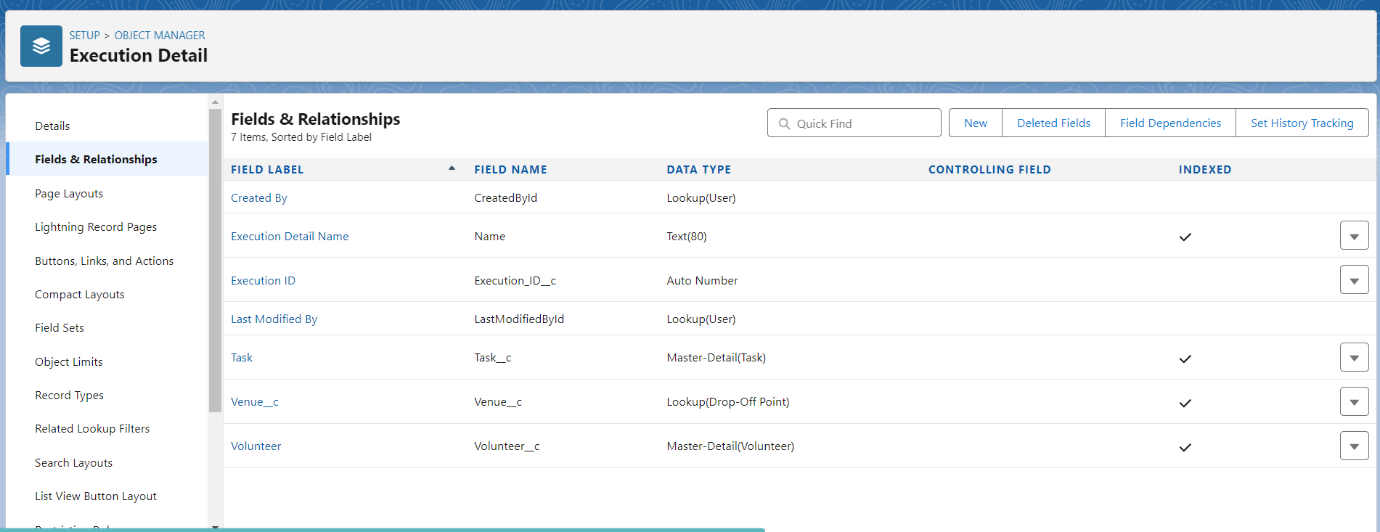 SETUP > OBJECT MANAGER
Execution Detail
Details
Fields & Relationships
Page Layouts
Lightning Record Pages
Buttons, Links, and Actions
Compact Layouts
Field Sets
Object Limits
Record Types
Related Lookup Filters
Search Layouts
List View Button Layout
Fields & Relationships
7 Items, Sorted by Field Label
Quick Find
New
Deleted Fields
Field Dependencies
Set History Tracking
FIELD LABEL FIELD NAME DATA TYPE CONTROLLING FIELD INDEXED
Created By CreatedById Lookup(User)
Execution Detail Name Name Text(80)
Execution ID Execution_ID__c Auto Number
Last Modified By LastModifiedById Lookup(User)
Task Task__c Master-Detail(Task)
Venue__c Venue__c Lookup(Drop-Off Point)
Volunteer Volunteer__c Master-Detail(Volunteer)